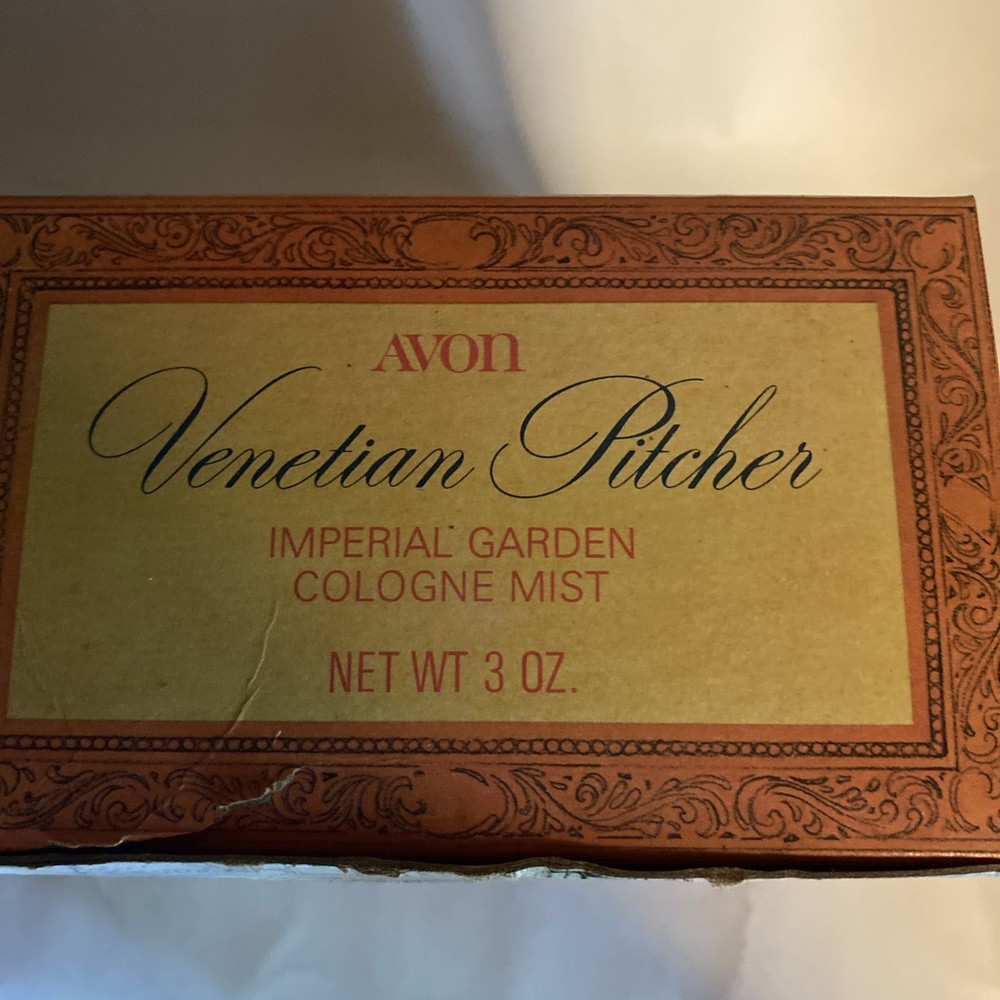 AVON
Venetian Pitcher
IMPERIAL GARDEN
COLOGNE MIST
NET WT 3 OZ.